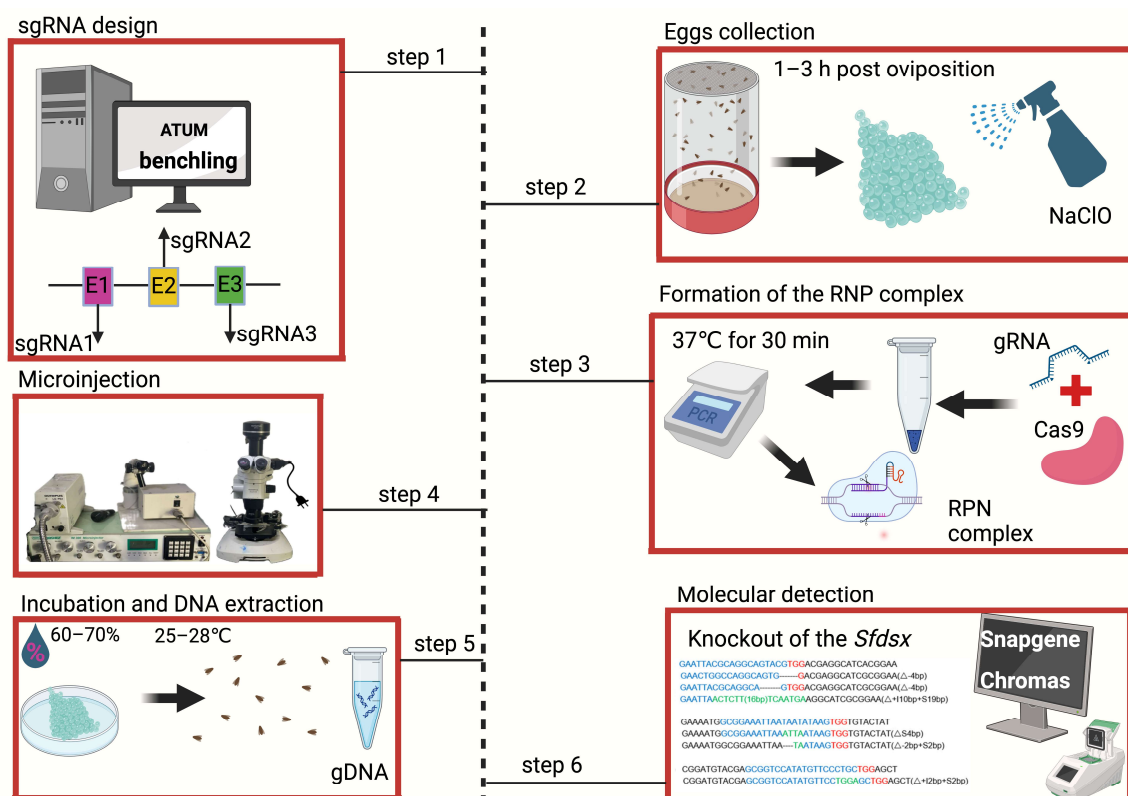 sgRNA design
ATUM
benchling
sgRNA2
E1 E2 E3
sgRNA1
sgRNA3
step 1
Eggs collection
1–3 h post oviposition
NaClO
step 2
Formation of the RNP complex
37℃ for 30 min
gRNA
PCR
Cas9
RPN
complex
step 3
Microinjection
step 4
Incubation and DNA extraction
%
60–70%
25–28℃
gDNA
step 5
Molecular detection
Knockout of the Sfdsx
GAATTACGCAGGCAGTACGTGGACGAGGCATCACGGAA
GAACTGGCCAGGCAGTG-------GACGAGGCATCGCGGAA(△-4bp)
GAATTACGCAGGCA-------GTGGACGAGGCATCGCGGAA(△-4bp)
GAATTAACTCTT(16bp)TCAATGAAGGCATCGCGGAA(△+I10bp+S19bp)
GAAAATGGCGGAAATTAATAATATAAGTGGTGTACTAT
GAAAATGGCGGAAATTAAATTAATAAGTGGTGTACTAT(△S4bp)
GAAAATGGCGGAAATTAA----TAATAAGTGGTGTACTAT(△-2bp+S2bp)
CGGATGTACGAGCGGTCCATATGTTCCCTGCTGGAGCT
CGGATGTACGAGCGGTCCATATGTTCCTGGAGCTGGAGCT(△+I2bp+S2bp)
Snapgene
Chromas
step 6